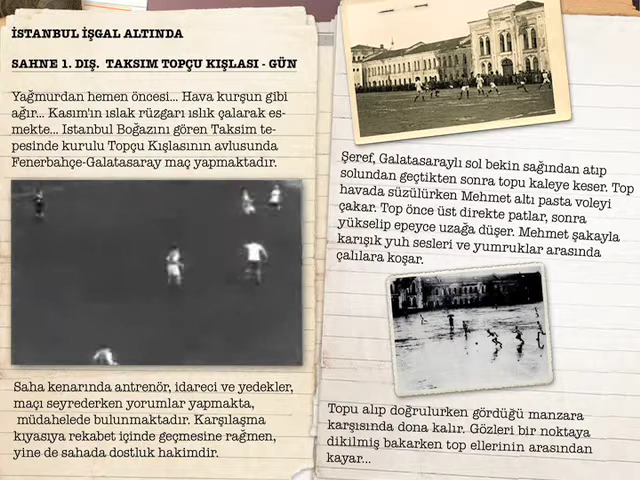 İSTANBUL İŞGAL ALTINDA
SAHNE 1. DIŞ. TAKSIM TOPÇU KIŞLASI - GÜN
Yağmurdan hemen öncesi... Hava kurşun gibi
ağır... Kasım'ın ıslak rüzgarı ıslık çalarak es-
mekte... Istanbul Boğazını gören Taksim te-
pesinde kurulu Topçu Kışlasının avlusunda
Fenerbahçe-Galatasaray maç yapmaktadır.
Saha kenarında antrenör, idareci ve yedekler,
maçı seyrederken yorumlar yapmakta,
müdahelede bulunmaktadır. Karşılaşma
kıyasıya rekabet içinde geçmesine rağmen,
yine de sahada dostluk hakimdir.
Şeref, Galatasaraylı sol bekin sağından atıp
solundan geçtikten sonra topu kaleye keser. Top
havada süzülürken Mehmet altı pasta voleyi
çakar. Top önce üst direkte patlar, sonra
yükselip epeyce uzağa düşer. Mehmet şakayla
karışık yuh sesleri ve yumruklar arasında
çalılara koşar.
Topu alıp doğrulurken gördüğü manzara
karşısında dona kalır. Gözleri bir noktaya
dikilmiş bakarken top ellerinin arasından
kayar...